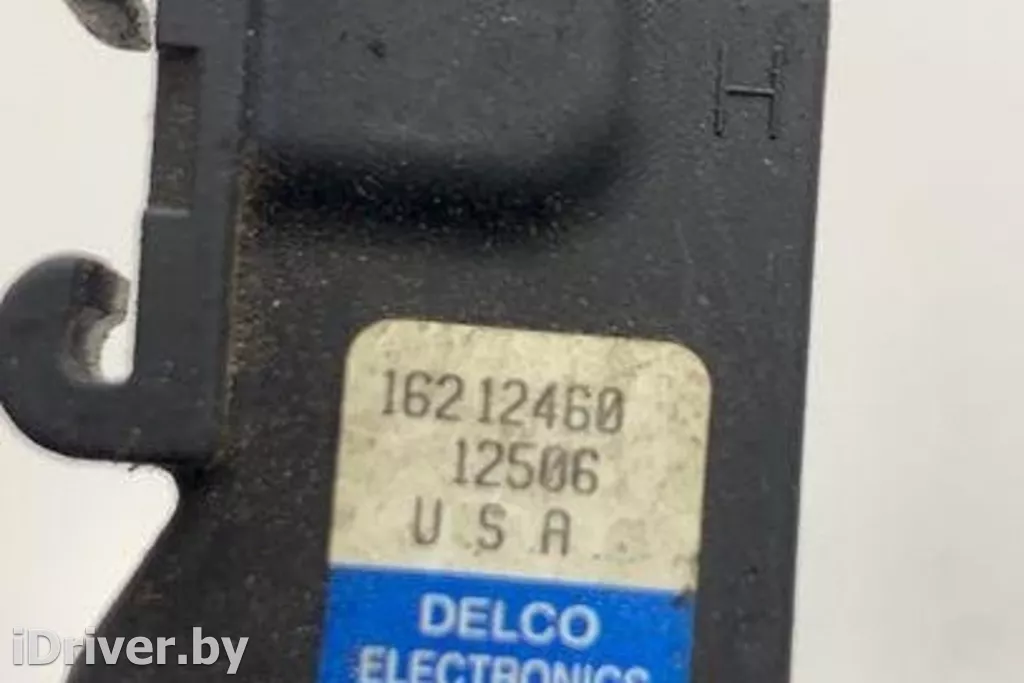 H
16212460
12506
U S A
DELCO
ELECTRONICS
iDriver.by